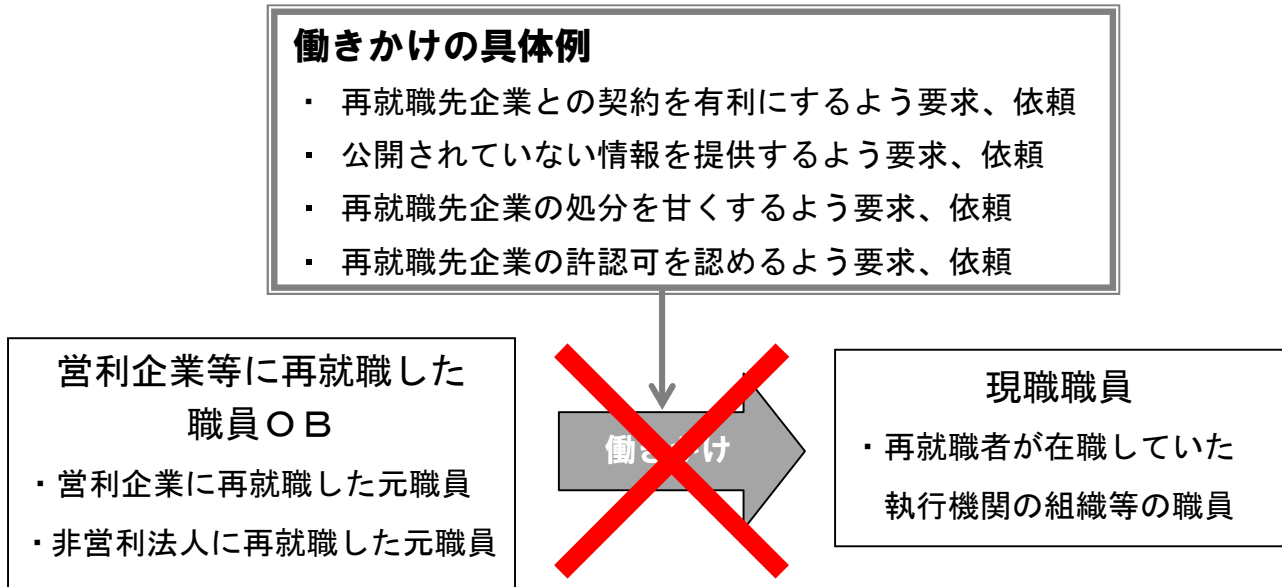 働きかけの具体例
・ 再就職先企業との契約を有利にするよう要求、依頼
・ 公開されていない情報を提供するよう要求、依頼
・ 再就職先企業の処分を甘くするよう要求、依頼
・ 再就職先企業の許認可を認めるよう要求、依頼
営利企業等に再就職した
職員ＯＢ
・営利企業に再就職した元職員
・非営利法人に再就職した元職員
働きかけ
現職職員
・再就職者が在職していた
執行機関の組織等の職員